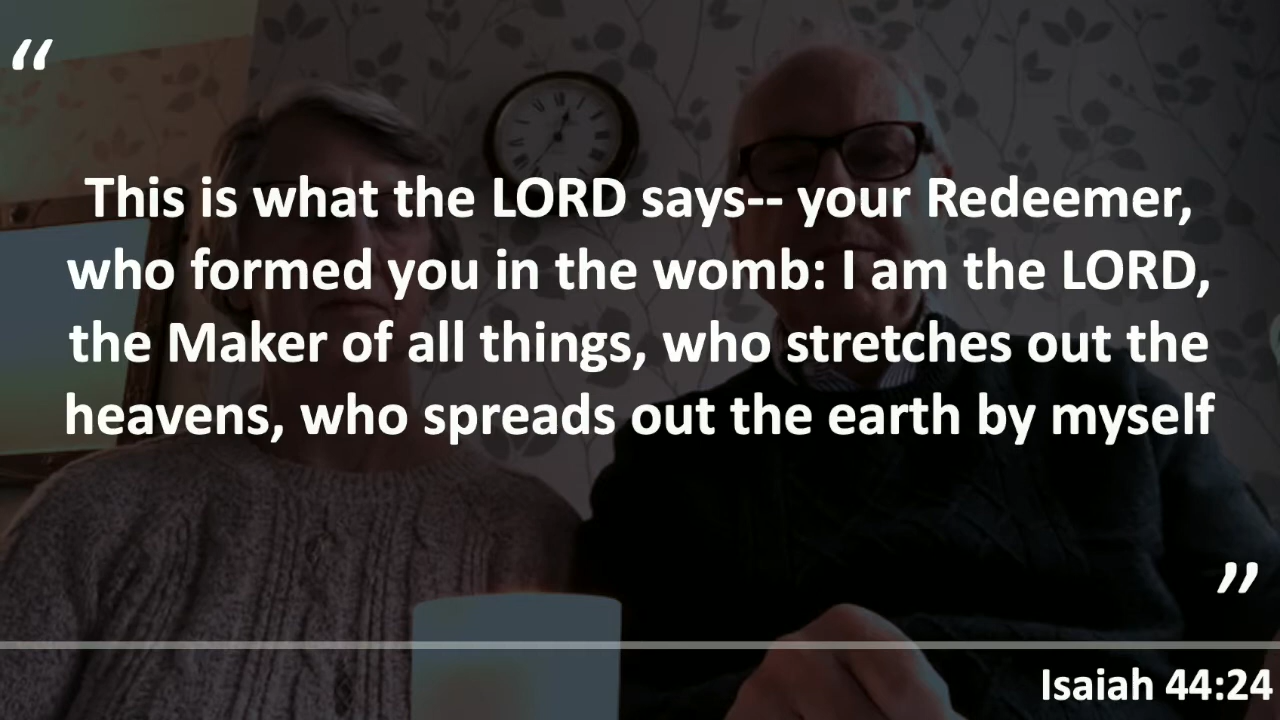 “
This is what the LORD says-- your Redeemer,
who formed you in the womb: I am the LORD,
the Maker of all things, who stretches out the
heavens, who spreads out the earth by myself
”
Isaiah 44:24